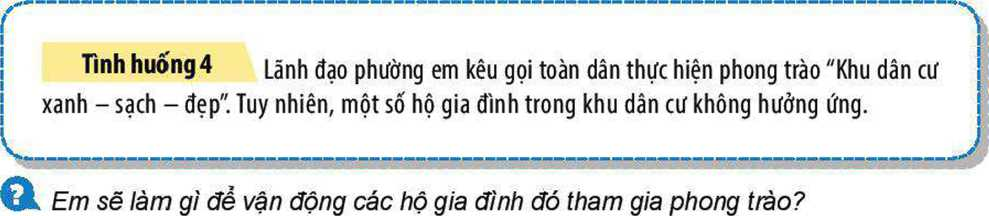 Tình huống 4 Lãnh đạo phường em kêu gọi toàn dân thực hiện phong trào “Khu dân cư
xanh – sạch – đẹp”. Tuy nhiên, một số hộ gia đình trong khu dân cư không hưởng ứng.
? Em sẽ làm gì để vận động các hộ gia đình đó tham gia phong trào?